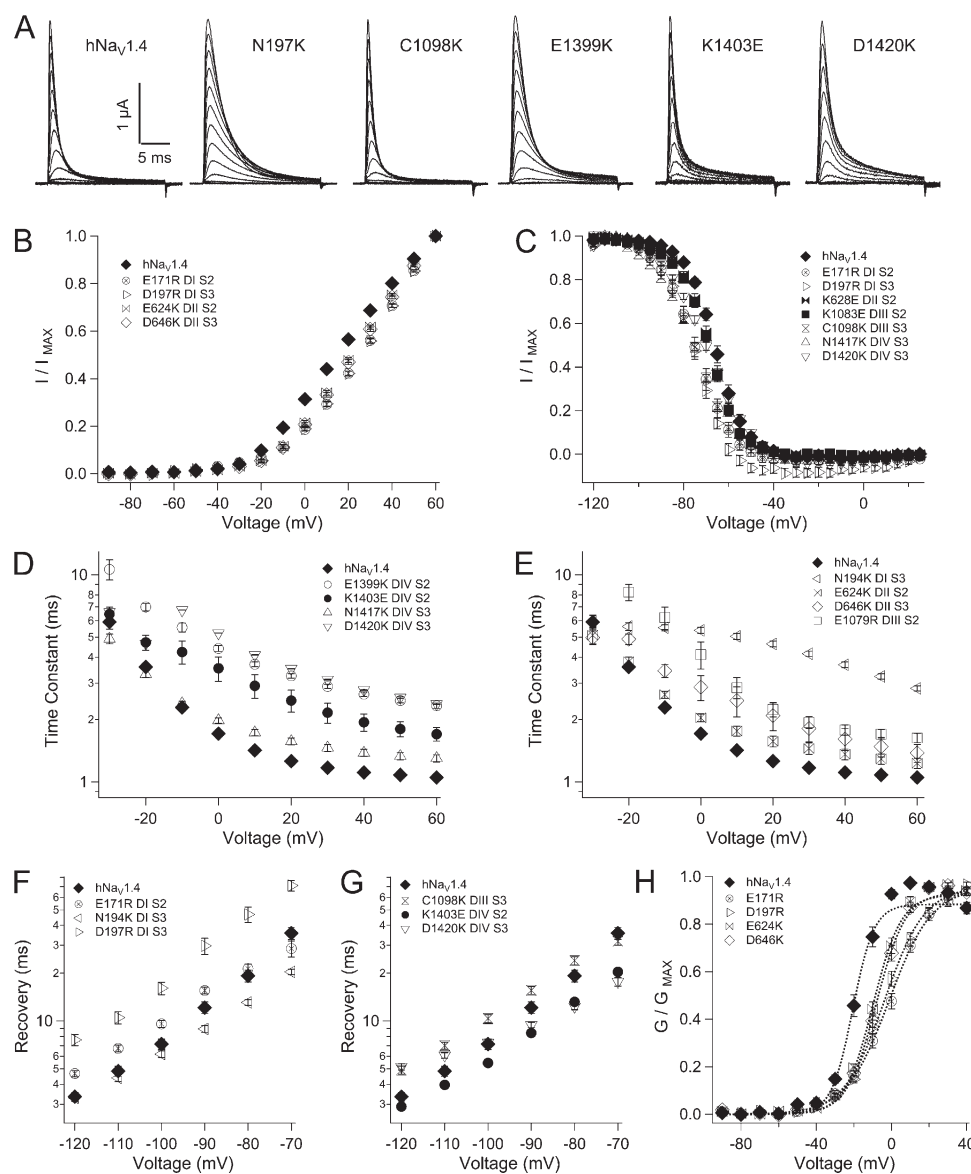 A
hNaV1.4
N197K
C1098K
E1399K
K1403E
D1420K
1 µA
5 ms
B
hNaV1.4
E171R DI S2
D197R DI S3
E624K DII S2
D646K DII S3
I / IMAX
1.0
0.8
0.6
0.4
0.2
0.0
-80 -60 -40 -20 0 20 40 60
Voltage (mV)
C
hNaV1.4
E171R DI S2
D197R DI S3
K628E DII S2
K1083E DIII S2
C1098K DIII S3
N1417K DIV S3
D1420K DIV S3
I / IMAX
1.0
0.8
0.6
0.4
0.2
0.0
-120 -80 -40 0
Voltage (mV)
D
hNaV1.4
E1399K DIV S2
K1403E DIV S2
N1417K DIV S3
D1420K DIV S3
Time Constant (ms)
10
8
7
6
5
4
3
2
1
-20 0 20 40 60
Voltage (mV)
E
hNaV1.4
N194K DI S3
E624K DII S2
D646K DII S3
E1079R DIII S2
Time Constant (ms)
10
8
7
6
5
4
3
2
1
-20 0 20 40 60
Voltage (mV)
F
hNaV1.4
E171R DI S2
N194K DI S3
D197R DI S3
Recovery (ms)
8
6
5
4
3
2
10
8
6
5
4
3
-120 -110 -100 -90 -80 -70
Voltage (mV)
G
hNaV1.4
C1098K DIII S3
K1403E DIV S2
D1420K DIV S3
Recovery (ms)
8
6
5
4
3
2
10
8
6
5
4
3
-120 -110 -100 -90 -80 -70
Voltage (mV)
H
hNaV1.4
E171R
D197R
E624K
D646K
G / GMAX
1.0
0.8
0.6
0.4
0.2
0.0
-80 -40 0 40
Voltage (mV)